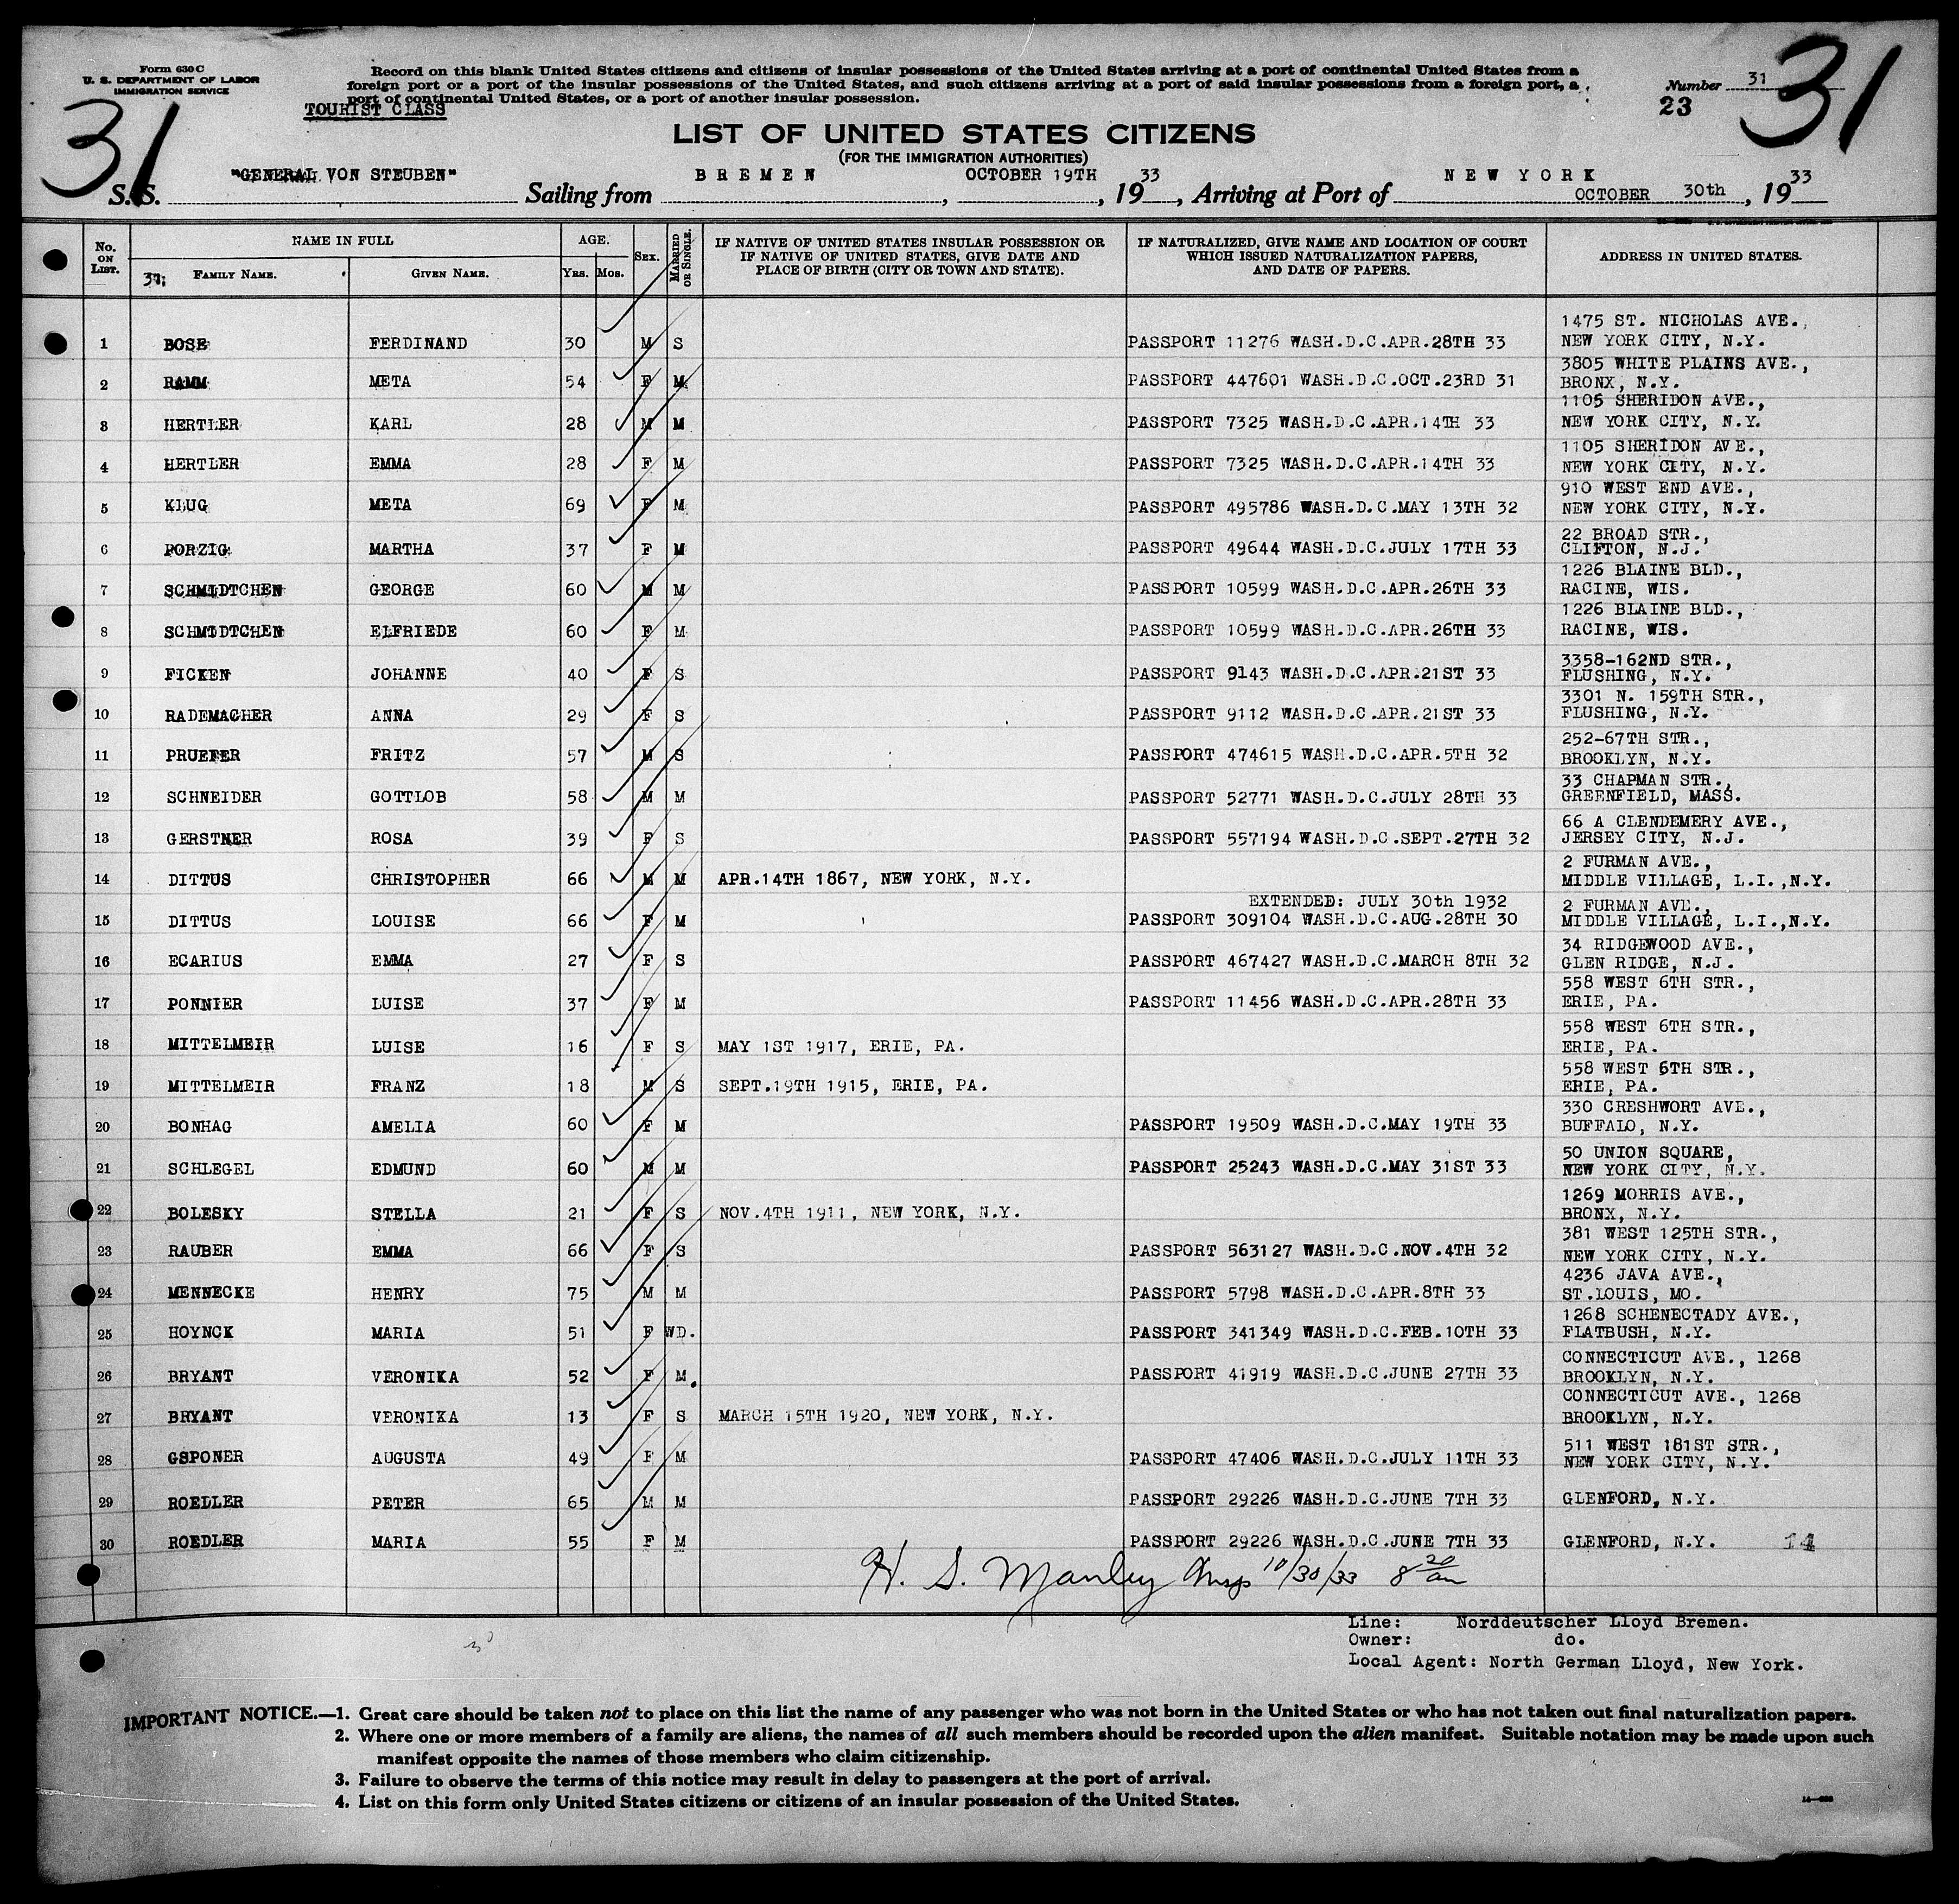 Form 630 C
U. S. DEPARTMENT OF LABOR
IMMIGRATION SERVICE
Record on this blank United States citizens and citizens of insular possessions of the United States arriving at a port of continental United States from a
foreign port or a port of the insular possessions of the United States, and such citizens arriving at a port of said insular possessions from a foreign port, a
port of continental United States, or a port of another insular possession.
TOURIST CLASS
Number 31
23
31
31
LIST OF UNITED STATES CITIZENS
(FOR THE IMMIGRATION AUTHORITIES)
S. S. "GENERAL VON STEUBEN" Sailing from BREMEN, OCTOBER 19TH, 1933, Arriving at Port of NEW YORK OCTOBER 30th, 1933
No. ON LIST. NAME IN FULL FAMILY NAME. GIVEN NAME. AGE. YRS. MOS. SEX. MARRIED OR SINGLE. IF NATIVE OF UNITED STATES INSULAR POSSESSION OR IF NATIVE OF UNITED STATES, GIVE DATE AND PLACE OF BIRTH (CITY OR TOWN AND STATE). IF NATURALIZED, GIVE NAME AND LOCATION OF COURT WHICH ISSUED NATURALIZATION PAPERS, AND DATE OF PAPERS. ADDRESS IN UNITED STATES.
1 BOSE FERDINAND 30 M S PASSPORT 11276 WASH.D.C.APR.28TH 33 1475 ST. NICHOLAS AVE., NEW YORK CITY, N.Y.
2 RAMM META 54 F M PASSPORT 447601 WASH.D.C.OCT.23RD 31 3805 WHITE PLAINS AVE., BRONX, N.Y.
3 HERTLER KARL 28 M M PASSPORT 7325 WASH.D.C.APR.14TH 33 1105 SHERIDON AVE., NEW YORK CITY, N.Y.
4 HERTLER EMMA 28 F M PASSPORT 7325 WASH.D.C.APR.14TH 33 1105 SHERIDON AVE., NEW YORK CITY, N.Y.
5 KLUG META 69 F M PASSPORT 495786 WASH.D.C.MAY 13TH 32 910 WEST END AVE., NEW YORK CITY, N.Y.
6 PORZIG MARTHA 37 F M PASSPORT 49644 WASH.D.C.JULY 17TH 33 22 BROAD STR., CLIFTON, N.J.
7 SCHMIDTCHEN GEORGE 60 M M PASSPORT 10599 WASH.D.C.APR.26TH 33 1226 BLAINE BLD., RACINE, WIS.
8 SCHMIDTCHEN ELFRIEDE 60 F M PASSPORT 10599 WASH.D.C.APR.26TH 33 1226 BLAINE BLD., RACINE, WIS.
9 FICKEN JOHANNE 40 F S PASSPORT 9143 WASH.D.C.APR.21ST 33 3358-162ND STR., FLUSHING, N.Y.
10 RADEMACHER ANNA 29 F S PASSPORT 9112 WASH.D.C.APR.21ST 33 3301 N. 159TH STR., FLUSHING, N.Y.
11 PRUEFER FRITZ 57 M S PASSPORT 474615 WASH.D.C.APR.5TH 32 252-67TH STR., BROOKLYN, N.Y.
12 SCHNEIDER GOTTLOB 58 M M PASSPORT 52771 WASH.D.C.JULY 28TH 33 33 CHAPMAN STR., GREENFIELD, MASS.
13 GERSTNER ROSA 39 F S PASSPORT 557194 WASH.D.C.SEPT.27TH 32 66 A CLENDEMERY AVE., JERSEY CITY, N.J.
14 DITTUS CHRISTOPHER 66 M M APR.14TH 1867, NEW YORK, N.Y. 2 FURMAN AVE., MIDDLE VILLAGE, L.I.,N.Y.
15 DITTUS LOUISE 66 F M EXTENDED: JULY 30th 1932 PASSPORT 309104 WASH.D.C.AUG.28TH 30 2 FURMAN AVE., MIDDLE VILLAGE, L.I.,N.Y.
16 ECARIUS EMMA 27 F S PASSPORT 467427 WASH.D.C.MARCH 8TH 32 34 RIDGEWOOD AVE., GLEN RIDGE, N.J.
17 PONNIER LUISE 37 F M PASSPORT 11456 WASH.D.C.APR.28TH 33 558 WEST 6TH STR., ERIE, PA.
18 MITTELMEIR LUISE 16 F S MAY 1ST 1917, ERIE, PA. 558 WEST 6TH STR., ERIE, PA.
19 MITTELMEIR FRANZ 18 M S SEPT.19TH 1915, ERIE, PA. 558 WEST 6TH STR., ERIE, PA.
20 BONHAG AMELIA 60 F M PASSPORT 19509 WASH.D.C.MAY 19TH 33 330 CRESHWORT AVE., BUFFALO, N.Y.
21 SCHLEGEL EDMUND 60 M M PASSPORT 25243 WASH.D.C.MAY 31ST 33 50 UNION SQUARE, NEW YORK CITY, N.Y.
22 BOLESKY STELLA 21 F S NOV.4TH 1911, NEW YORK, N.Y. 1269 MORRIS AVE., BRONX, N.Y.
23 RAUBER EMMA 66 F S PASSPORT 563127 WASH.D.C.NOV.4TH 32 381 WEST 125TH STR., NEW YORK CITY, N.Y.
24 MENNECKE HENRY 75 M M PASSPORT 5798 WASH.D.C.APR.8TH 33 4236 JAVA AVE., ST.LOUIS, MO.
25 HOYNCK MARIA 51 F WD. PASSPORT 341349 WASH.D.C.FEB.10TH 33 1268 SCHENECTADY AVE., FLATBUSH, N.Y.
26 BRYANT VERONIKA 52 F M. PASSPORT 41919 WASH.D.C.JUNE 27TH 33 CONNECTICUT AVE., 1268 BROOKLYN, N.Y.
27 BRYANT VERONIKA 13 F S MARCH 15TH 1920, NEW YORK, N.Y. CONNECTICUT AVE., 1268 BROOKLYN, N.Y.
28 GSPONER AUGUSTA 49 F M PASSPORT 47406 WASH.D.C.JULY 11TH 33 511 WEST 181ST STR., NEW YORK CITY, N.Y.
29 ROEDLER PETER 65 M M PASSPORT 29226 WASH.D.C.JUNE 7TH 33 GLENFORD, N.Y.
30 ROEDLER MARIA 55 F M PASSPORT 29226 WASH.D.C.JUNE 7TH 33 GLENFORD, N.Y. 14
H. S. Manley Insp 10/30/33 8 20 am
Line: Norddeutscher Lloyd Bremen.
Owner: do.
Local Agent: North German Lloyd, New York.
IMPORTANT NOTICE.—1. Great care should be taken not to place on this list the name of any passenger who was not born in the United States or who has not taken out final naturalization papers.
2. Where one or more members of a family are aliens, the names of all such members should be recorded upon the alien manifest. Suitable notation may be made upon such
manifest opposite the names of those members who claim citizenship.
3. Failure to observe the terms of this notice may result in delay to passengers at the port of arrival.
4. List on this form only United States citizens or citizens of an insular possession of the United States.